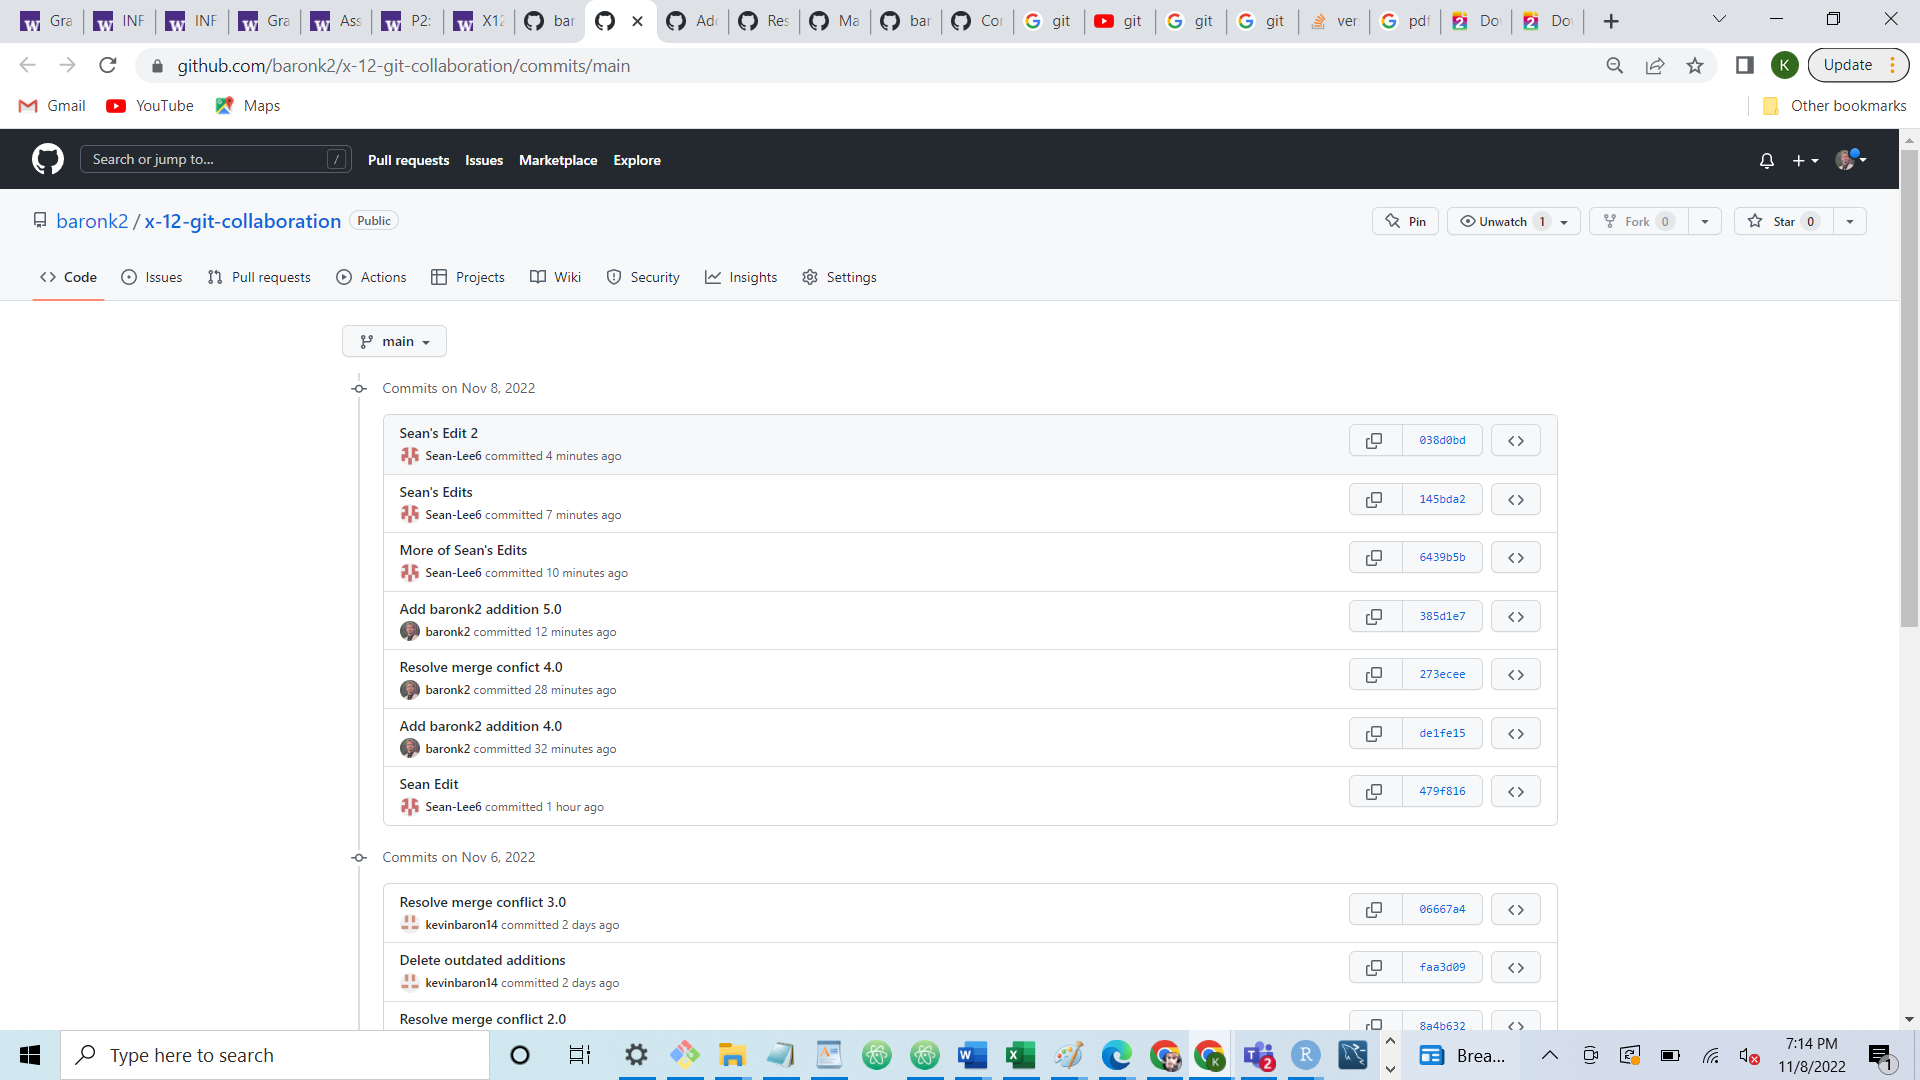 Gra
INF
INF
Gra
Ass
P2:
X12
bar
Add
Res
Ma
bar
Cor
git
git
git
git
ver
pdf
Do
Do
github.com/baronk2/x-12-git-collaboration/commits/main
K
Update
Gmail
YouTube
Maps
Other bookmarks
Search or jump to...
/
Pull requests
Issues
Marketplace
Explore
baronk2 / x-12-git-collaboration
Public
Pin
Unwatch 1
Fork 0
Star 0
Code
Issues
Pull requests
Actions
Projects
Wiki
Security
Insights
Settings
main
Commits on Nov 8, 2022
Sean's Edit 2
Sean-Lee6 committed 4 minutes ago
038d0bd
Sean's Edits
Sean-Lee6 committed 7 minutes ago
145bda2
More of Sean's Edits
Sean-Lee6 committed 10 minutes ago
6439b5b
Add baronk2 addition 5.0
baronk2 committed 12 minutes ago
385d1e7
Resolve merge confict 4.0
baronk2 committed 28 minutes ago
273ecee
Add baronk2 addition 4.0
baronk2 committed 32 minutes ago
de1fe15
Sean Edit
Sean-Lee6 committed 1 hour ago
479f816
Commits on Nov 6, 2022
Resolve merge conflict 3.0
kevinbaron14 committed 2 days ago
06667a4
Delete outdated additions
kevinbaron14 committed 2 days ago
faa3d09
Resolve merge conflict 2.0
8a4b632
Type here to search
Brea...
7:14 PM
11/8/2022
1